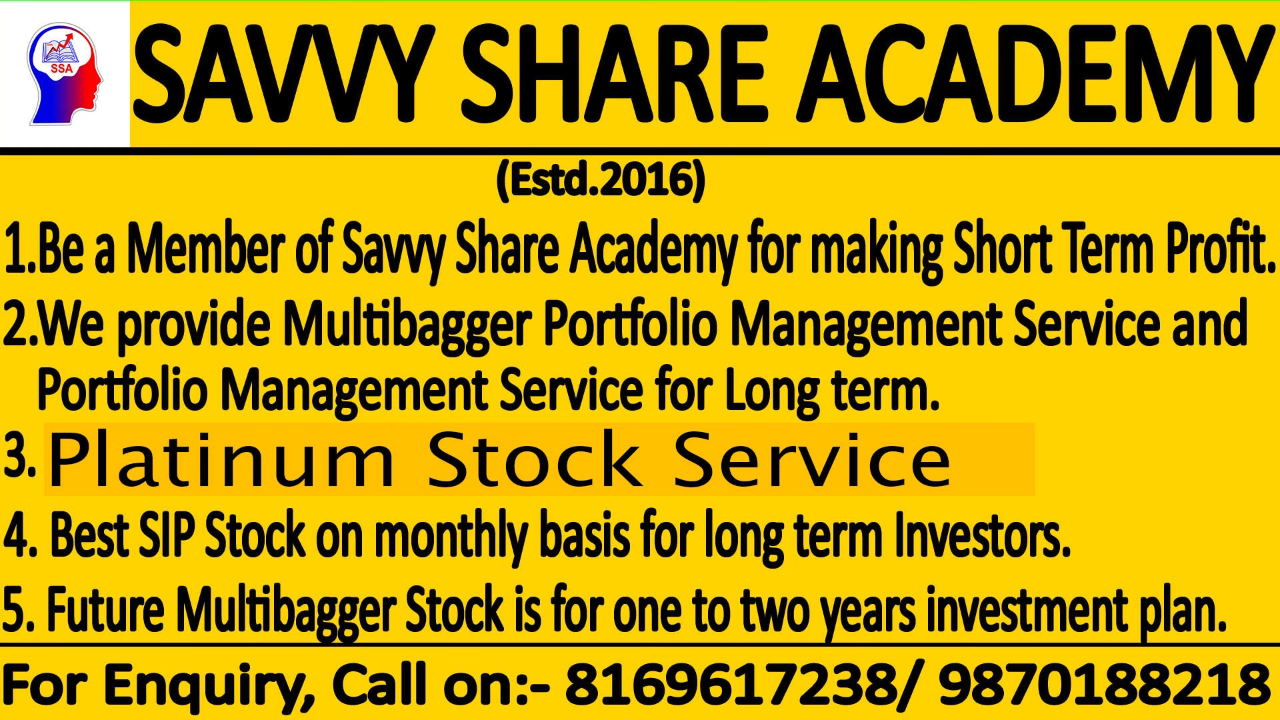 SSA
SAVVY SHARE ACADEMY
(Estd.2016)
1.Be a Member of Savvy Share Academy for making Short Term Profit.
2.We provide Multibagger Portfolio Management Service and
Portfolio Management Service for Long term.
3. Platinum Stock Service
4. Best SIP Stock on monthly basis for long term Investors.
5. Future Multibagger Stock is for one to two years investment plan.
For Enquiry, Call on:- 8169617238/ 9870188218